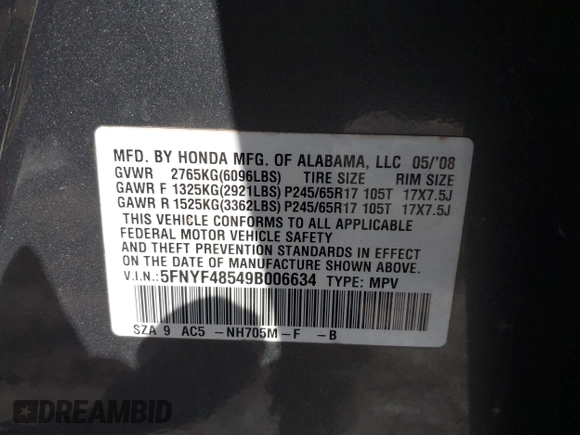 MFD. BY HONDA MFG. OF ALABAMA, LLC 05/'08
GVWR 2765KG(6096LBS) TIRE SIZE RIM SIZE
GAWR F 1325KG(2921LBS) P245/65R17 105T 17X7.5J
GAWR R 1525KG(3362LBS) P245/65R17 105T 17X7.5J
THIS VEHICLE CONFORMS TO ALL APPLICABLE
FEDERAL MOTOR VEHICLE SAFETY
AND THEFT PREVENTION STANDARDS IN EFFECT
ON THE DATE OF MANUFACTURE SHOWN ABOVE.
V.I.N.:5FNYF48549B006634 TYPE: MPV
SZA 9 AC5 -NH705M-F -B
DREAMBID